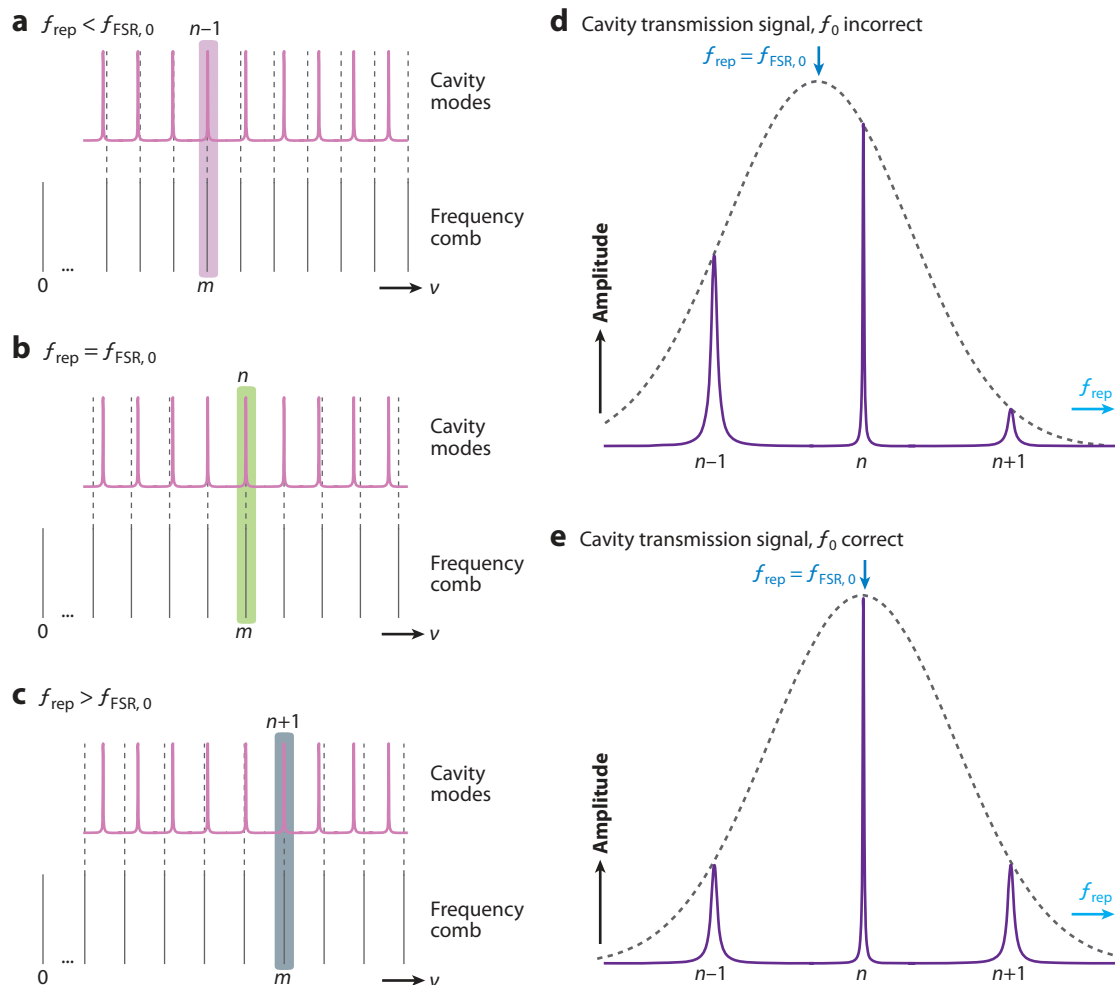 a f_rep < f_FSR, 0
n–1
Cavity
modes
Frequency
comb
0 ... m ν
b f_rep = f_FSR, 0
n
Cavity
modes
Frequency
comb
0 ... m ν
c f_rep > f_FSR, 0
n+1
Cavity
modes
Frequency
comb
0 ... m ν
d Cavity transmission signal, f_0 incorrect
f_rep = f_FSR, 0
Amplitude
f_rep
n–1 n n+1
e Cavity transmission signal, f_0 correct
f_rep = f_FSR, 0
Amplitude
f_rep
n–1 n n+1